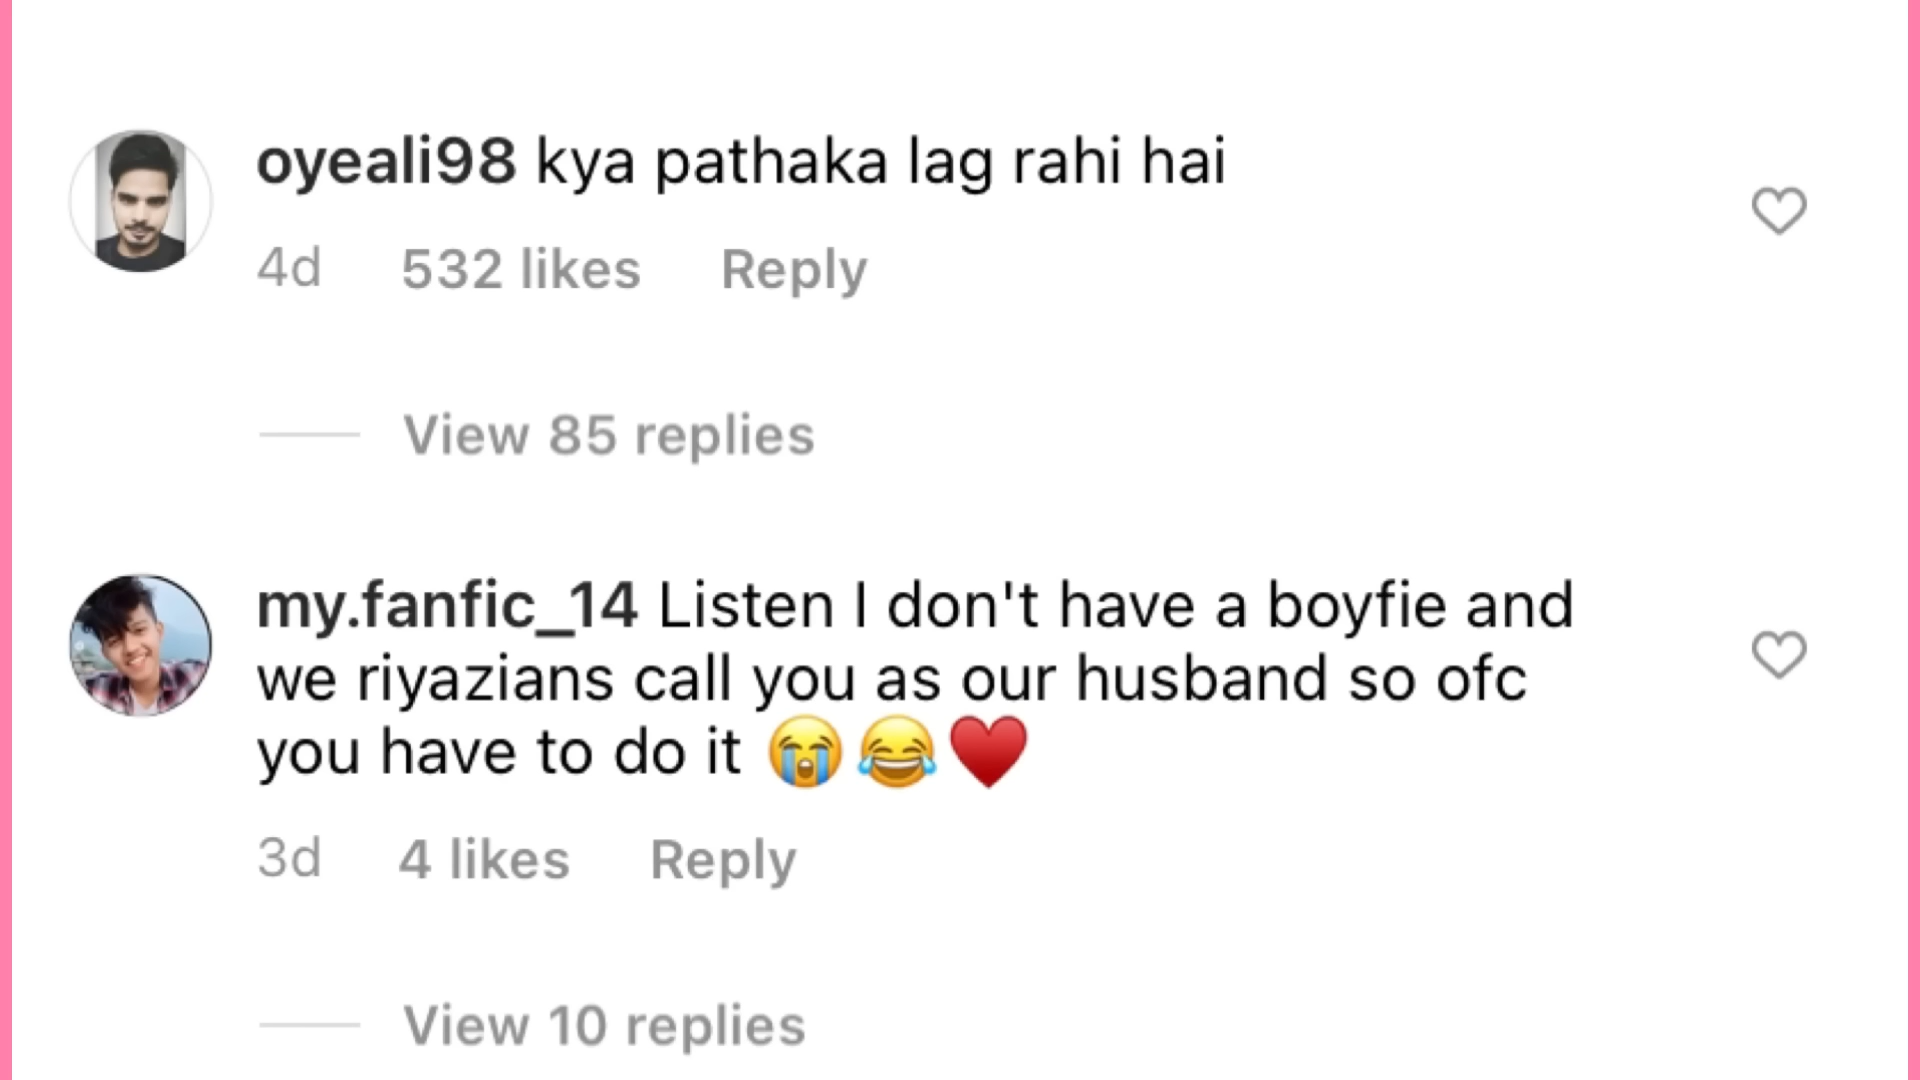 oyeali98 kya pathaka lag rahi hai
4d 532 likes Reply
View 85 replies
my.fanfic_14 Listen I don't have a boyfie and
we riyazians call you as our husband so ofc
you have to do it 😭😂♥️
3d 4 likes Reply
View 10 replies